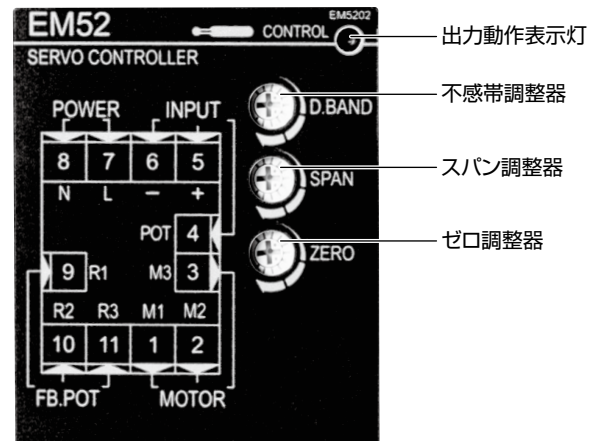 EM52
EM5202
CONTROL
SERVO CONTROLLER
POWER INPUT
8 7 6 5
N L − +
POT 4
9 R1 M3 3
R2 R3 M1 M2
10 11 1 2
FB.POT MOTOR
D.BAND
SPAN
ZERO
出力動作表示灯
不感帯調整器
スパン調整器
ゼロ調整器